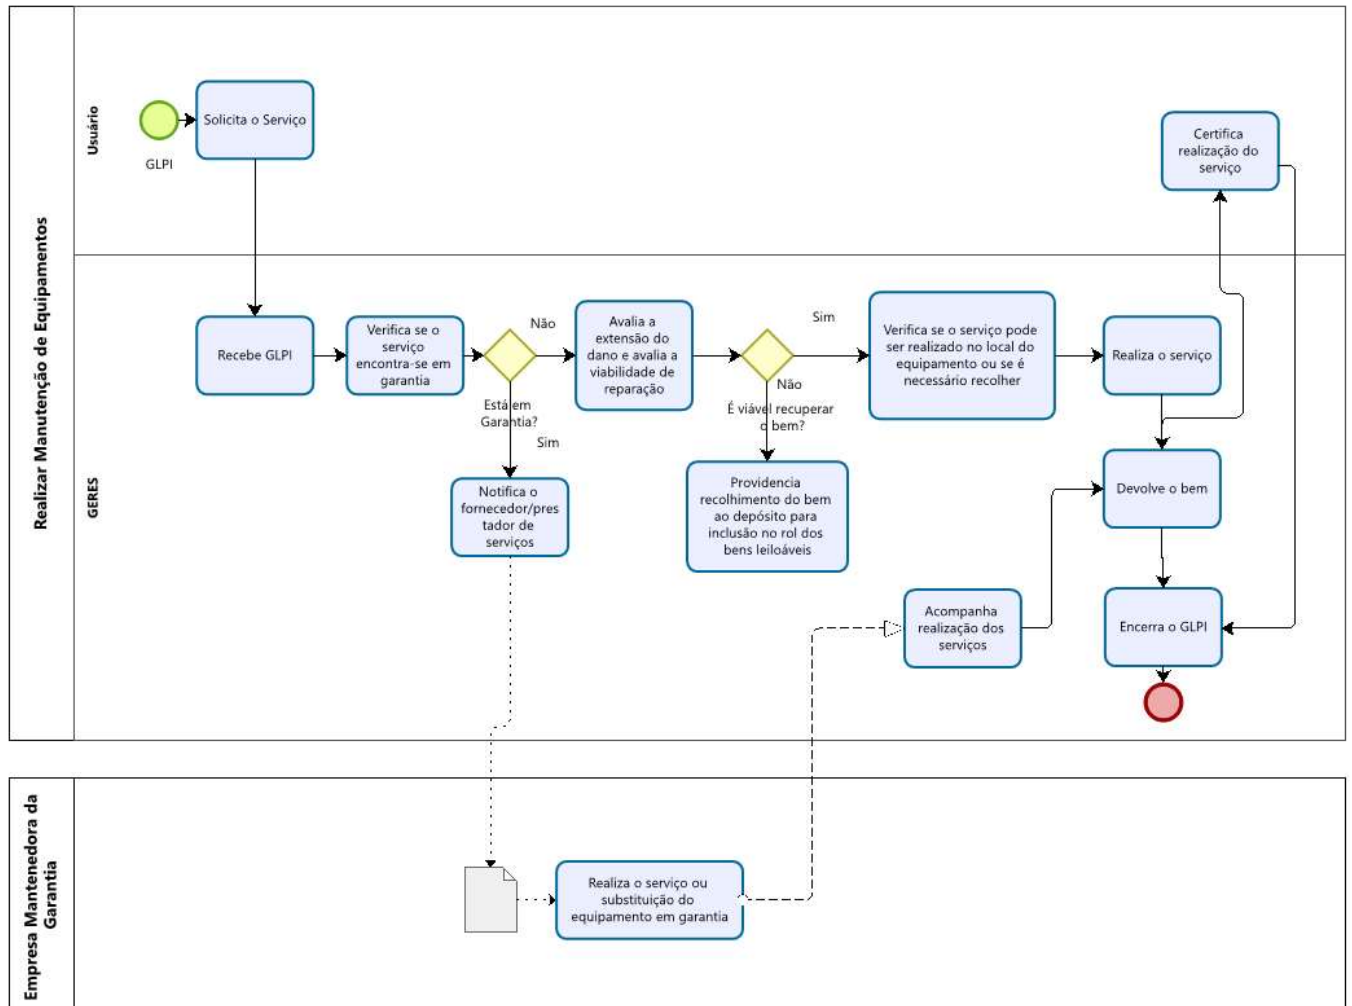 Realizar Manutenção de Equipamentos
Usuário
GLPI
Solicita o Serviço
Certifica
realização do
serviço
GERES
Recebe GLPI
Verifica se o
serviço
encontra-se em
garantia
Não
Está em
Garantia?
Sim
Avalia a
extensão do
dano e avalia a
viabilidade de
reparação
Sim
Não
É viável recuperar
o bem?
Verifica se o serviço pode
ser realizado no local do
equipamento ou se é
necessário recolher
Realiza o serviço
Notifica o
fornecedor/pres
tador de
serviços
Providencia
recolhimento do bem
ao depósito para
inclusão no rol dos
bens leiloáveis
Devolve o bem
Acompanha
realização dos
serviços
Encerra o GLPI
Empresa Mantenedora da
Garantia
Realiza o serviço ou
substituição do
equipamento em garantia